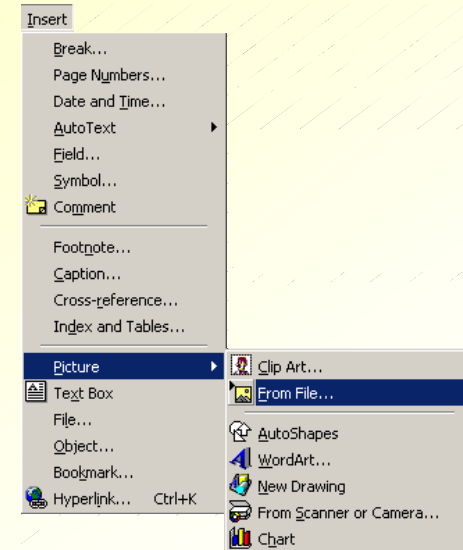 Insert
Break...
Page Numbers...
Date and Time...
AutoText
Field...
Symbol...
Comment
Footnote...
Caption...
Cross-reference...
Index and Tables...
Picture
Text Box
File...
Object...
Bookmark...
Hyperlink... Ctrl+K
Clip Art...
From File...
AutoShapes
WordArt...
New Drawing
From Scanner or Camera...
Chart